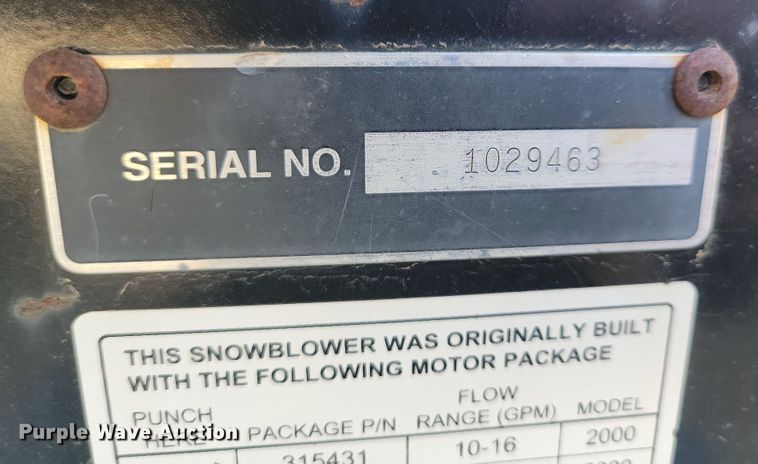 SERIAL NO. 1029463
THIS SNOWBLOWER WAS ORIGINALLY BUILT
WITH THE FOLLOWING MOTOR PACKAGE
PUNCH HERE PACKAGE P/N FLOW RANGE (GPM) MODEL
315431 10-16 2000
Purple Wave Auction